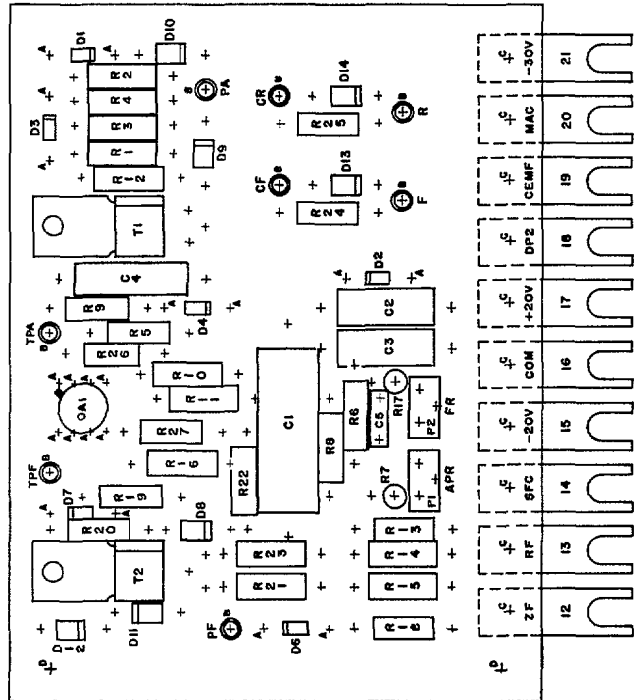 D1
D10
A
A
A
R2
R4
R3
R1
R12
D3
A
A
D9
B
PA
CR
B
D14
R25
B
R
CF
B
D13
R24
B
F
T1
C4
R9
A
D4
A
TPA
B
R5
R26
A
A
A
A
OA1
A
A
A
A
R10
R11
R27
R16
TPF
B
R19
D7
A
A
R20
D8
T2
D11
D12
D
A
D2
A
C2
C3
C1
R8
R6
C5
R17
P2
FR
R22
R7
P1
APR
R23
R21
R13
R14
R15
R18
PF
B
A
D6
A
D
C
-30V
21
C
MAC
20
C
CEMF
19
C
DP2
18
C
+20V
17
C
COM
16
C
-20V
15
C
SFC
14
C
RF
13
C
ZF
12